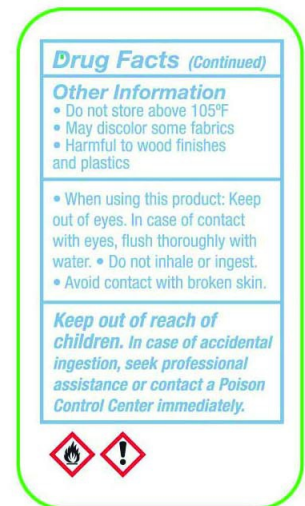 Drug Facts (Continued)
Other Information
• Do not store above 105ºF
• May discolor some fabrics
• Harmful to wood finishes
and plastics
• When using this product: Keep
out of eyes. In case of contact
with eyes, flush thoroughly with
water. • Do not inhale or ingest.
• Avoid contact with broken skin.
Keep out of reach of
children. In case of accidental
ingestion, seek professional
assistance or contact a Poison
Control Center immediately.